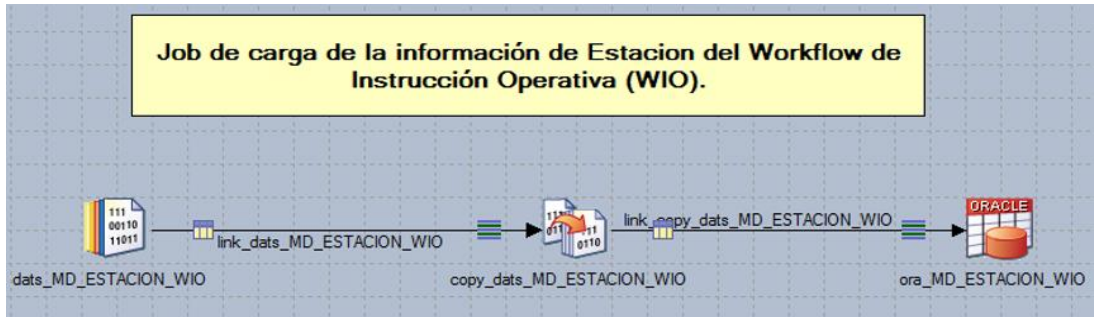 Job de carga de la información de Estacion del Workflow de
Instrucción Operativa (WIO).
111
00110
11011
0110
ORACLE
link_dats_MD_ESTACION_WIO
link_copy_dats_MD_ESTACION_WIO
dats_MD_ESTACION_WIO
copy_dats_MD_ESTACION_WIO
ora_MD_ESTACION_WIO